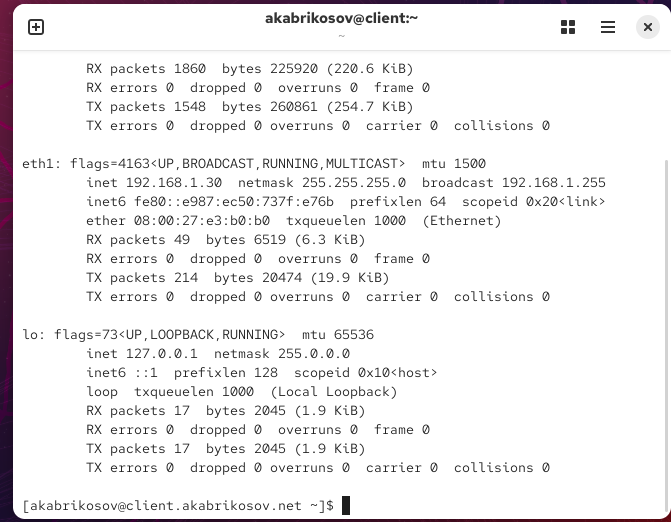 akabrikosov@client:~
~
RX packets 1860  bytes 225920 (220.6 KiB)
RX errors 0  dropped 0  overruns 0  frame 0
TX packets 1548  bytes 260861 (254.7 KiB)
TX errors 0  dropped 0 overruns 0  carrier 0  collisions 0
eth1: flags=4163<UP,BROADCAST,RUNNING,MULTICAST>  mtu 1500
inet 192.168.1.30  netmask 255.255.255.0  broadcast 192.168.1.255
inet6 fe80::e987:ec50:737f:e76b  prefixlen 64  scopeid 0x20<link>
ether 08:00:27:e3:b0:b0  txqueuelen 1000  (Ethernet)
RX packets 49  bytes 6519 (6.3 KiB)
RX errors 0  dropped 0  overruns 0  frame 0
TX packets 214  bytes 20474 (19.9 KiB)
TX errors 0  dropped 0 overruns 0  carrier 0  collisions 0
lo: flags=73<UP,LOOPBACK,RUNNING>  mtu 65536
inet 127.0.0.1  netmask 255.0.0.0
inet6 ::1  prefixlen 128  scopeid 0x10<host>
loop  txqueuelen 1000  (Local Loopback)
RX packets 17  bytes 2045 (1.9 KiB)
RX errors 0  dropped 0  overruns 0  frame 0
TX packets 17  bytes 2045 (1.9 KiB)
TX errors 0  dropped 0 overruns 0  carrier 0  collisions 0
[akabrikosov@client.akabrikosov.net ~]$